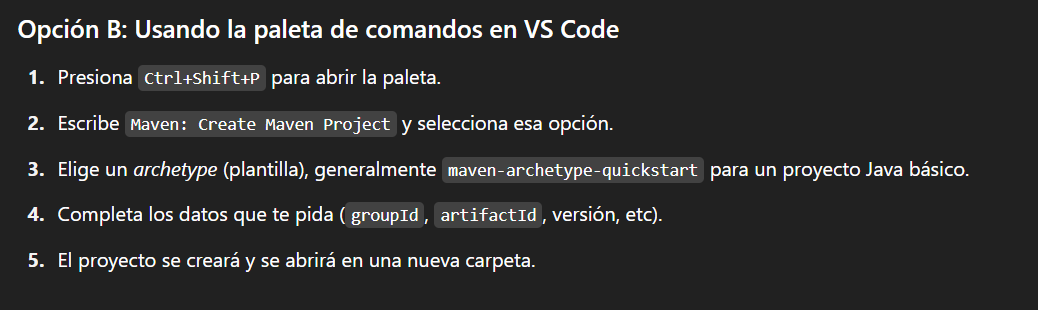 Opción B: Usando la paleta de comandos en VS Code
1. Presiona Ctrl+Shift+P para abrir la paleta.
2. Escribe Maven: Create Maven Project y selecciona esa opción.
3. Elige un archetype (plantilla), generalmente maven-archetype-quickstart para un proyecto Java básico.
4. Completa los datos que te pida (groupId, artifactId, versión, etc).
5. El proyecto se creará y se abrirá en una nueva carpeta.